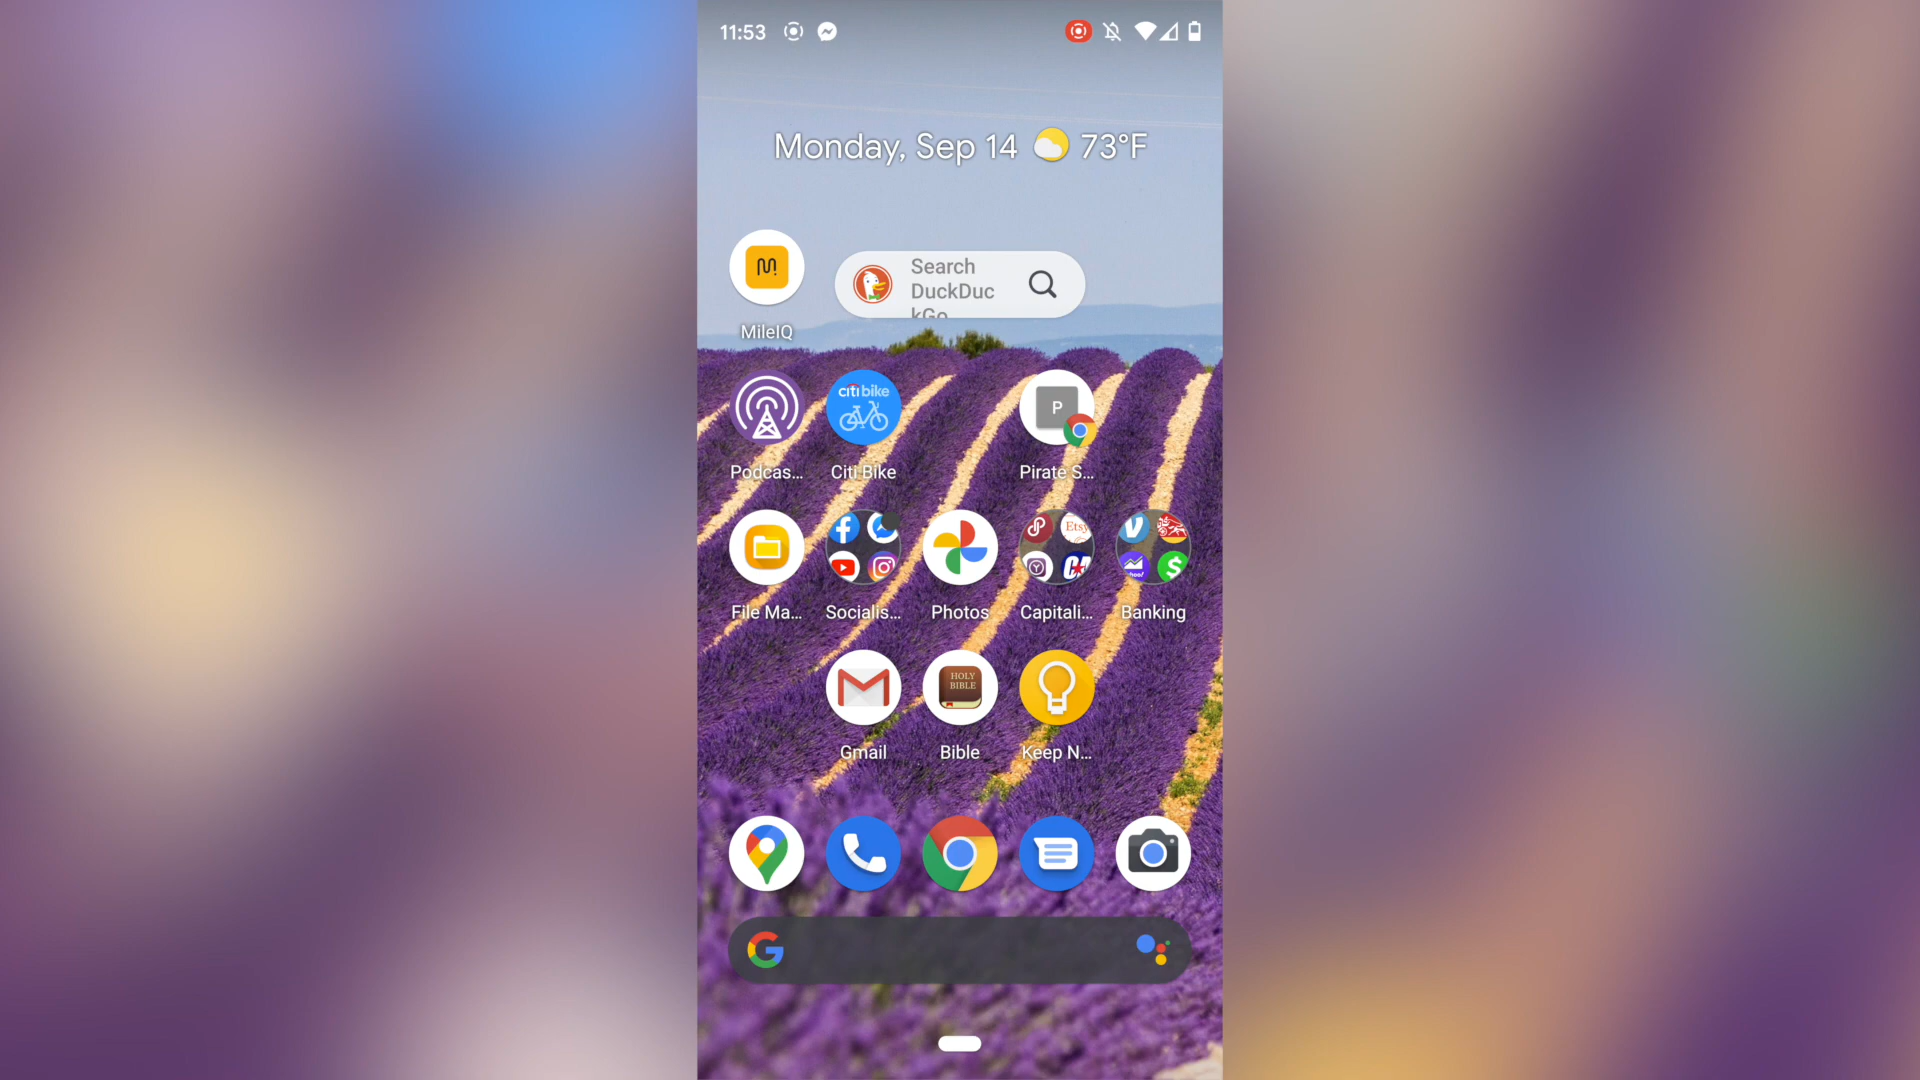 11:53
Monday, Sep 14 73°F
M!
Search
DuckDuc
kGo
MileIQ
citi bike
P
Podcas...
Citi Bike
Pirate S...
Etsy
File Ma...
Socialis...
Photos
Capitali...
Banking
HOLY
BIBLE
Gmail
Bible
Keep N...